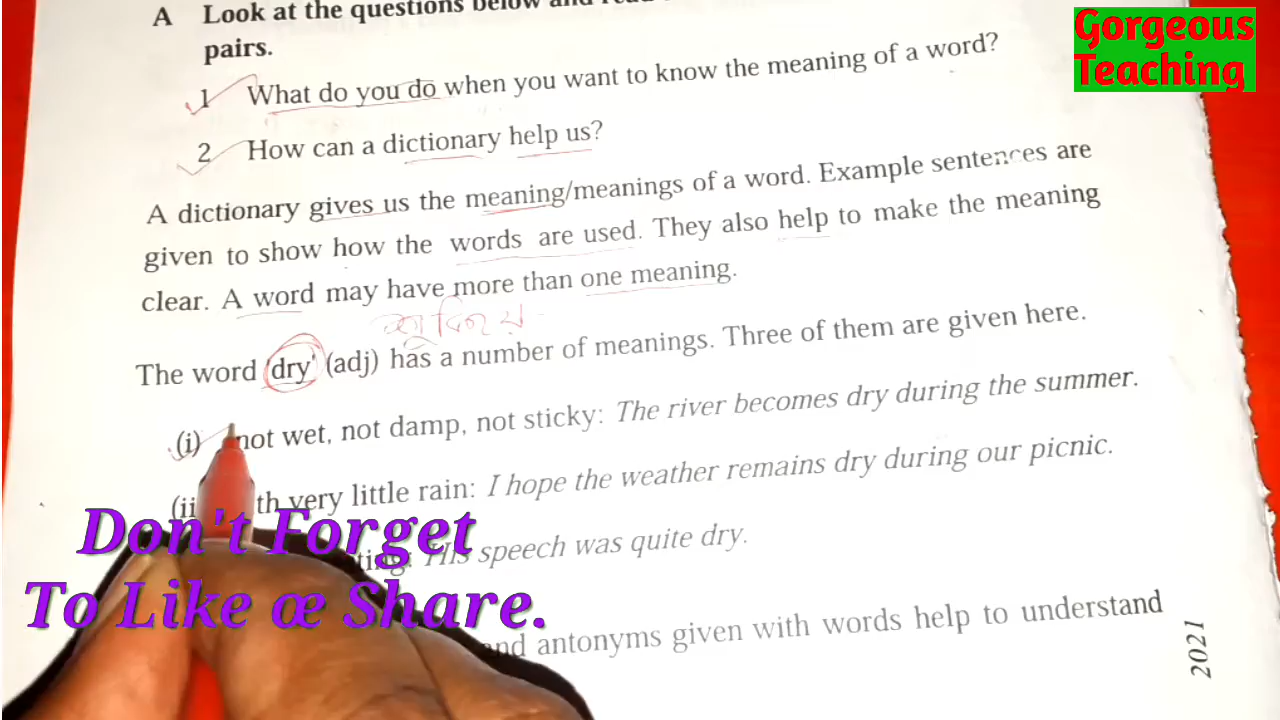 Gorgeous
Teaching
A Look at the questions below and
pairs.
1 What do you do when you want to know the meaning of a word?
2 How can a dictionary help us?
A dictionary gives us the meaning/meanings of a word. Example sentences are
given to show how the words are used. They also help to make the meaning
clear. A word may have more than one meaning.
The word 'dry' (adj) has a number of meanings. Three of them are given here.
(i) not wet, not damp, not sticky: The river becomes dry during the summer.
(ii very little rain: I hope the weather remains dry during our picnic.
His speech was quite dry.
and antonyms given with words help to understand
Don't Forget
To Like œ Share.
2021